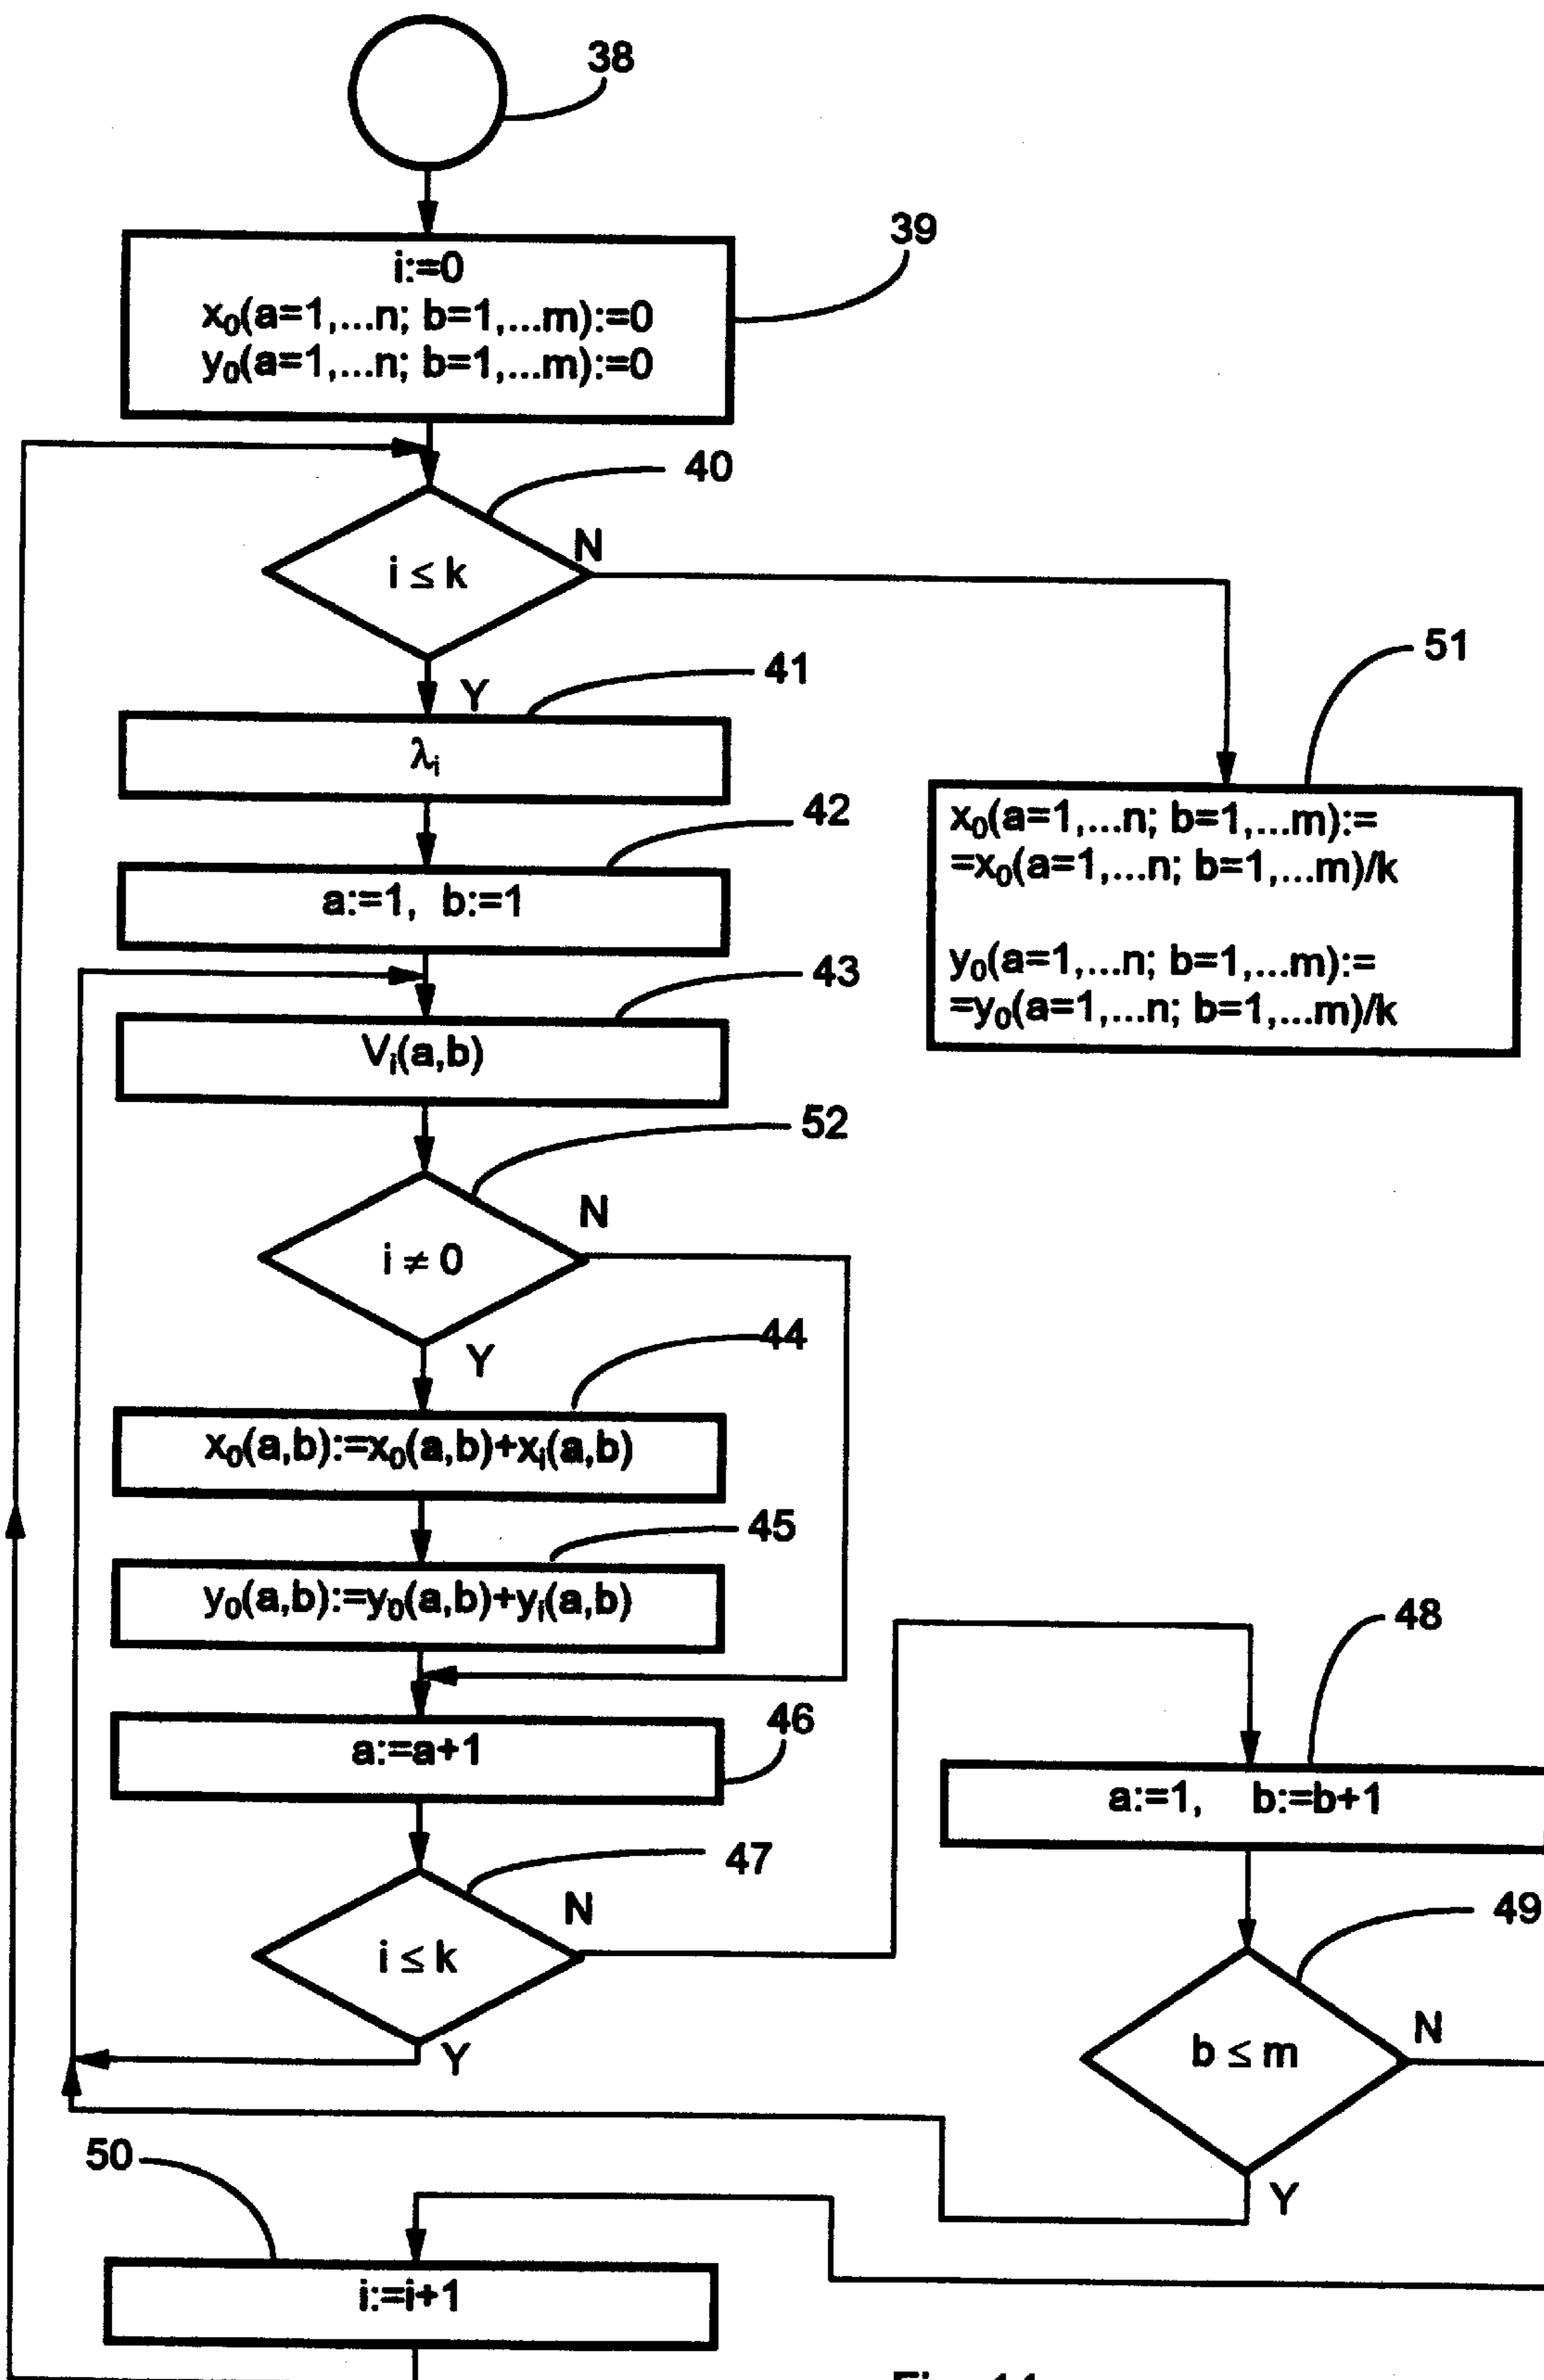 38
39
i:=0
x₀(a=1,...n; b=1,...m):=0
y₀(a=1,...n; b=1,...m):=0
40
i ≤ k
N
Y
41
λᵢ
51
x₀(a=1,...n; b=1,...m):=
=x₀(a=1,...n; b=1,...m)/k
y₀(a=1,...n; b=1,...m):=
=y₀(a=1,...n; b=1,...m)/k
42
a:=1, b:=1
43
Vᵢ(a,b)
52
i ≠ 0
N
Y
44
x₀(a,b):=x₀(a,b)+xᵢ(a,b)
45
y₀(a,b):=y₀(a,b)+yᵢ(a,b)
46
a:=a+1
47
i ≤ k
N
Y
48
a:=1, b:=b+1
49
b ≤ m
N
Y
50
i:=i+1